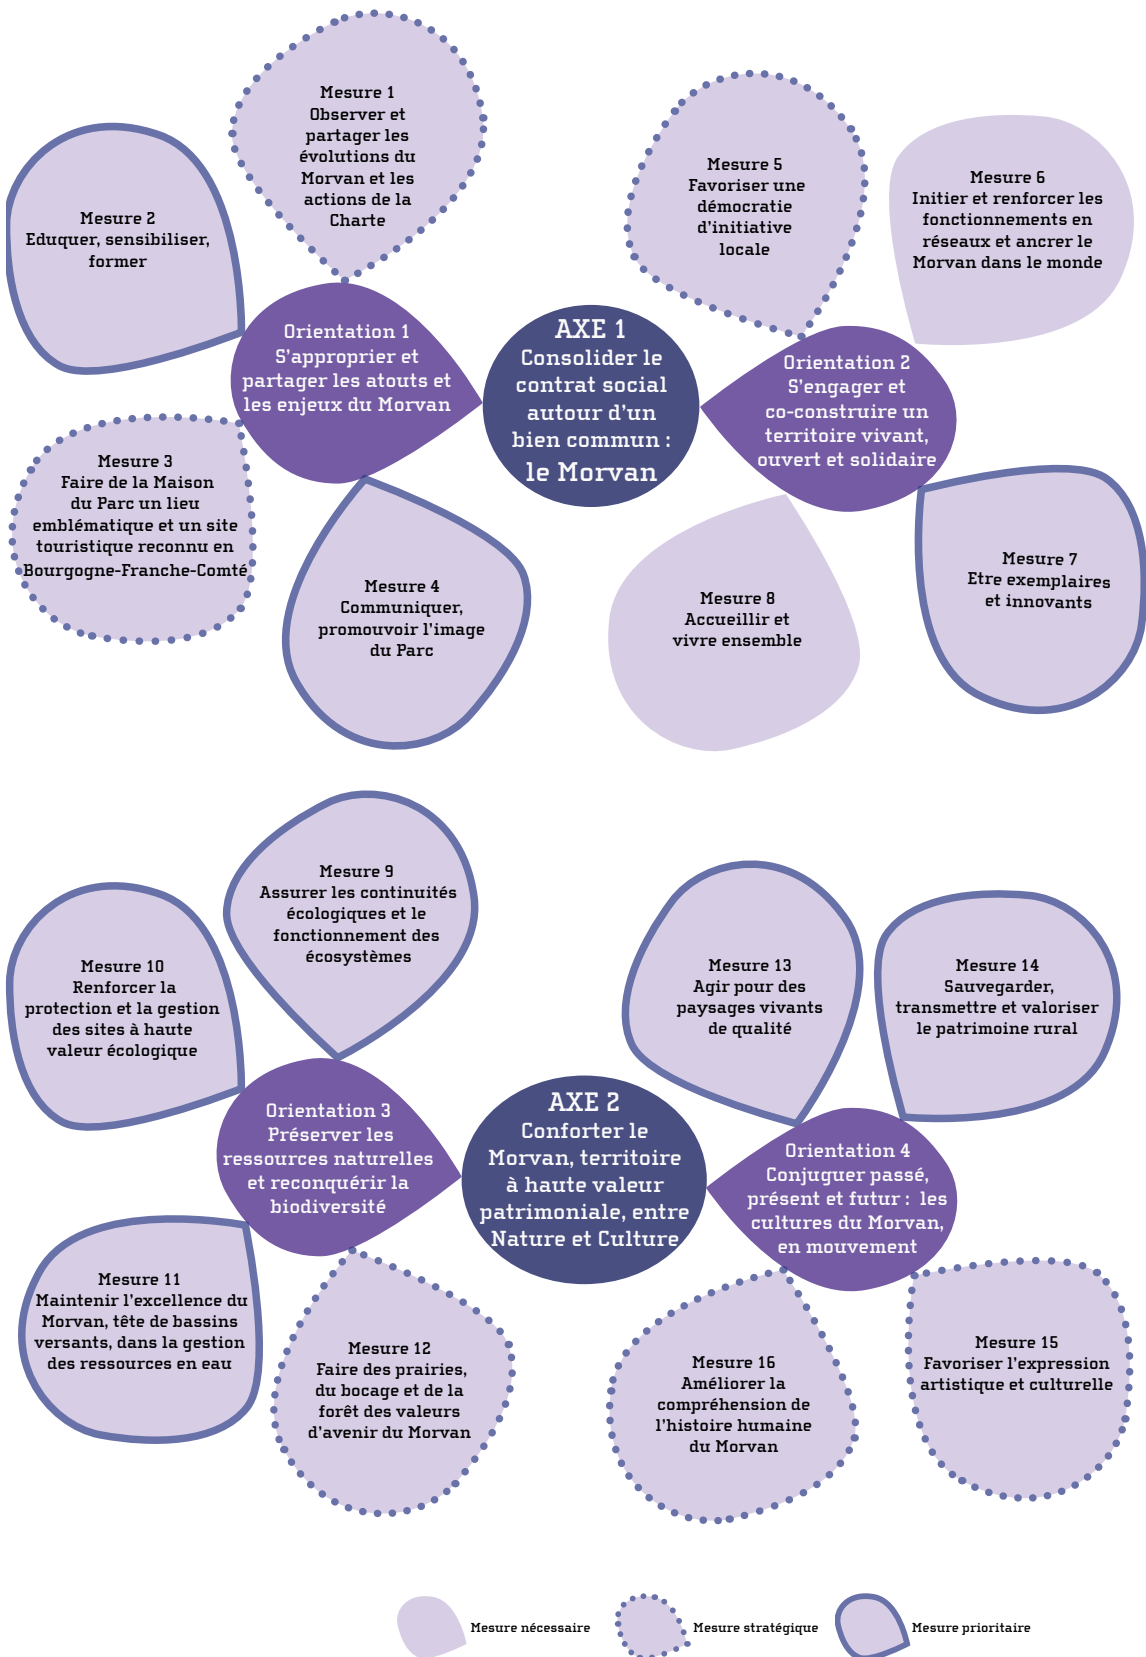 Mesure 1
Observer et
partager les
évolutions du
Morvan et les
actions de la
Charte
Mesure 2
Eduquer, sensibiliser,
former
Orientation 1
S'approprier et
partager les atouts et
les enjeux du Morvan
Mesure 3
Faire de la Maison
du Parc un lieu
emblématique et un site
touristique reconnu en
Bourgogne-Franche-Comté
Mesure 4
Communiquer,
promouvoir l'image
du Parc
AXE 1
Consolider le
contrat social
autour d'un
bien commun :
le Morvan
Mesure 5
Favoriser une
démocratie
d'initiative
locale
Mesure 6
Initier et renforcer les
fonctionnements en
réseaux et ancrer le
Morvan dans le monde
Orientation 2
S'engager et
co-construire un
territoire vivant,
ouvert et solidaire
Mesure 7
Etre exemplaires
et innovants
Mesure 8
Accueillir et
vivre ensemble
Mesure 9
Assurer les continuités
écologiques et le
fonctionnement des
écosystèmes
Mesure 10
Renforcer la
protection et la gestion
des sites à haute
valeur écologique
Orientation 3
Préserver les
ressources naturelles
et reconquérir la
biodiversité
Mesure 11
Maintenir l'excellence du
Morvan, tête de bassins
versants, dans la gestion
des ressources en eau
Mesure 12
Faire des prairies,
du bocage et de la
forêt des valeurs
d'avenir du Morvan
AXE 2
Conforter le
Morvan, territoire
à haute valeur
patrimoniale, entre
Nature et Culture
Mesure 13
Agir pour des
paysages vivants
de qualité
Mesure 14
Sauvegarder,
transmettre et valoriser
le patrimoine rural
Orientation 4
Conjuguer passé,
présent et futur : les
cultures du Morvan,
en mouvement
Mesure 15
Favoriser l'expression
artistique et culturelle
Mesure 16
Améliorer la
compréhension de
l'histoire humaine
du Morvan
Mesure nécessaire
Mesure stratégique
Mesure prioritaire